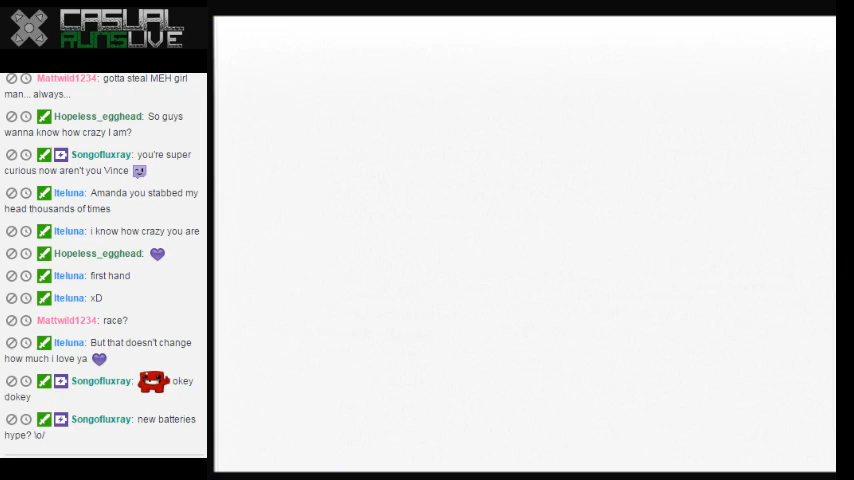 CASUAL
RUNSLIVE
Mattwild1234: gotta steal MEH girl
man... always...
Hopeless_egghead: So guys
wanna know how crazy I am?
Songofluxray: you're super
curious now aren't you Vince
Iteluna: Amanda you stabbed my
head thousands of times
Iteluna: i know how crazy you are
Hopeless_egghead:
Iteluna: first hand
Iteluna: xD
Mattwild1234: race?
Iteluna: But that doesn't change
how much i love ya
Songofluxray: okey
dokey
Songofluxray: new batteries
hype? \o/